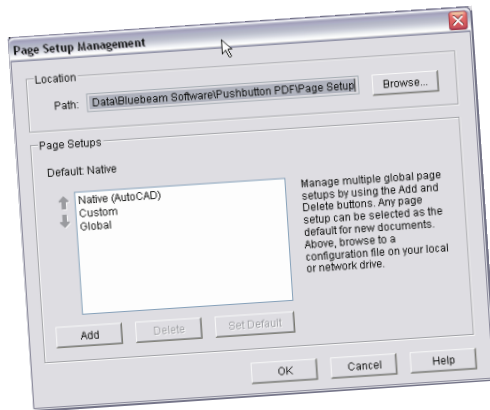 Page Setup Management
Location
Path: Data\Bluebeam Software\Pushbutton PDF\Page Setup
Browse...
Page Setups
Default: Native
Native (AutoCAD)
Custom
Global
Manage multiple global page
setups by using the Add and
Delete buttons. Any page
setup can be selected as the
default for new documents.
Above, browse to a
configuration file on your local
or network drive.
Add
Delete
Set Default
OK
Cancel
Help